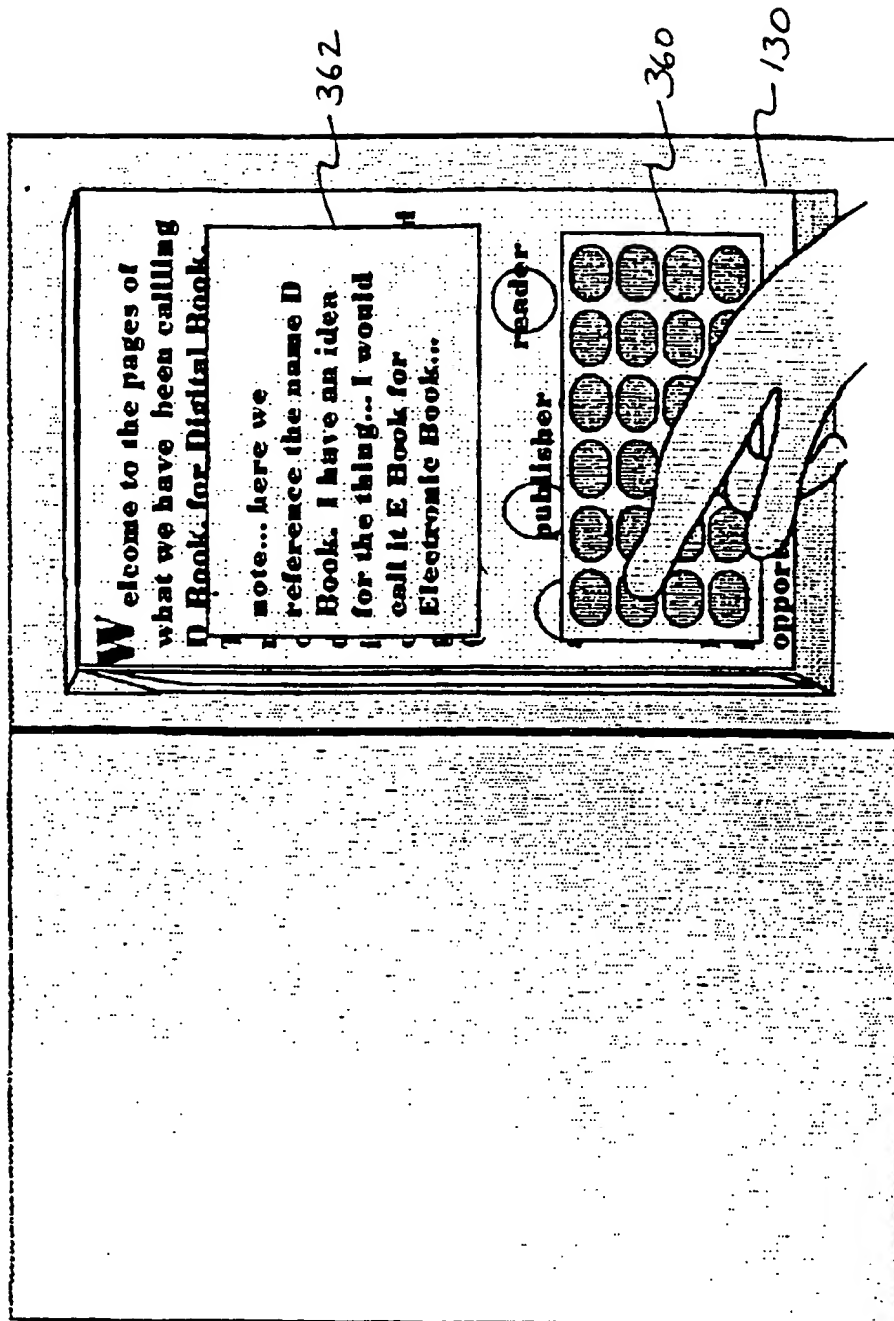 Welcome to the pages of
what we have been callling
D Book, for Digital Book.
note... here we
reference the name D
Book. I have an idea
for the thing... I would
call it E Book for
Electronic Book...
publisher
reader
oppor
362
360
130